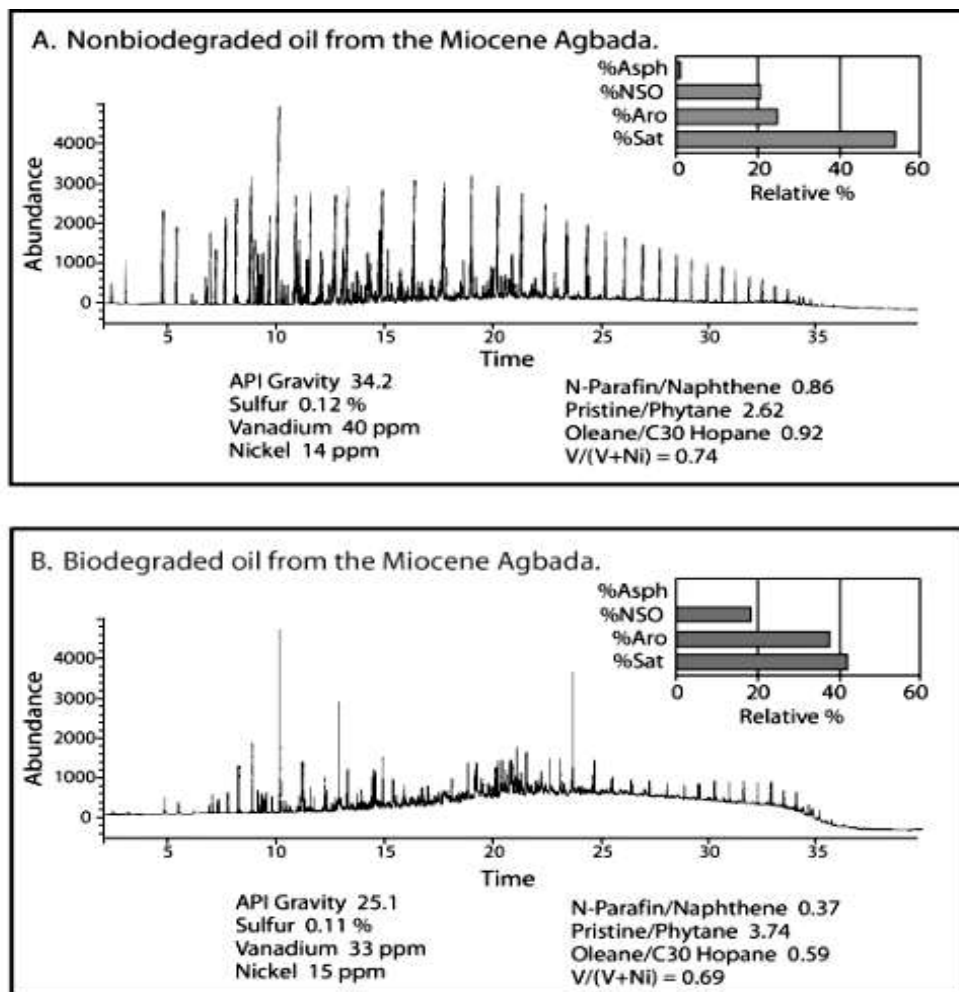 A. Nonbiodegraded oil from the Miocene Agbada.
%Asph
%NSO
%Aro
%Sat
0 20 40 60
Relative %
Abundance
4000
3000
2000
1000
0
5 10 15 20 25 30 35
Time
API Gravity 34.2
Sulfur 0.12 %
Vanadium 40 ppm
Nickel 14 ppm
N-Parafin/Naphthene 0.86
Pristine/Phytane 2.62
Oleane/C30 Hopane 0.92
V/(V+Ni) = 0.74
B. Biodegraded oil from the Miocene Agbada.
%Asph
%NSO
%Aro
%Sat
0 20 40 60
Relative %
Abundance
4000
3000
2000
1000
0
5 10 15 20 25 30 35
Time
API Gravity 25.1
Sulfur 0.11 %
Vanadium 33 ppm
Nickel 15 ppm
N-Parafin/Naphthene 0.37
Pristine/Phytane 3.74
Oleane/C30 Hopane 0.59
V/(V+Ni) = 0.69